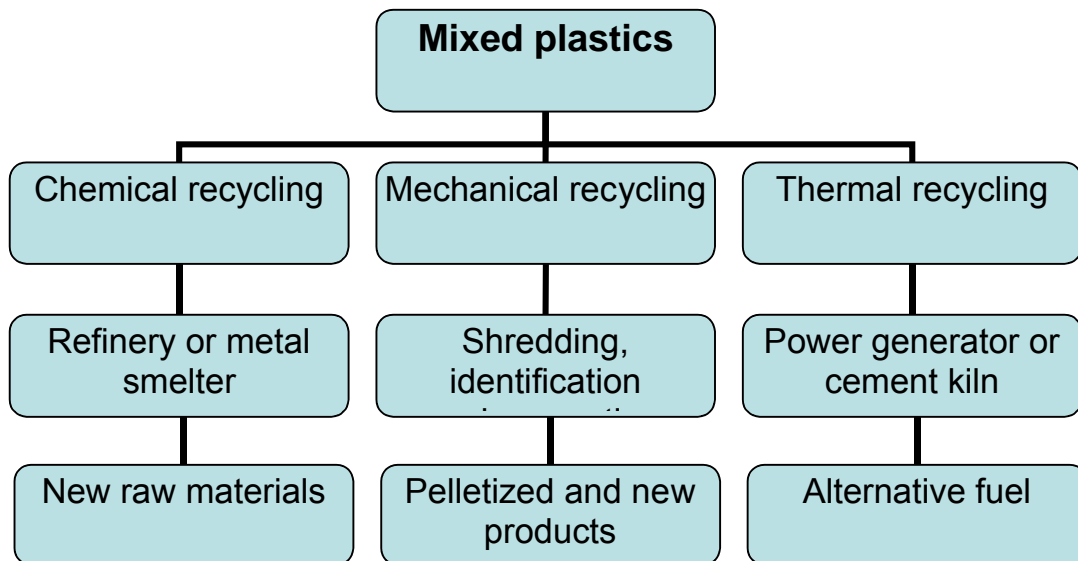 Mixed plastics
Chemical recycling
Mechanical recycling
Thermal recycling
Refinery or metal
smelter
Shredding,
identification
Power generator or
cement kiln
New raw materials
Pelletized and new
products
Alternative fuel